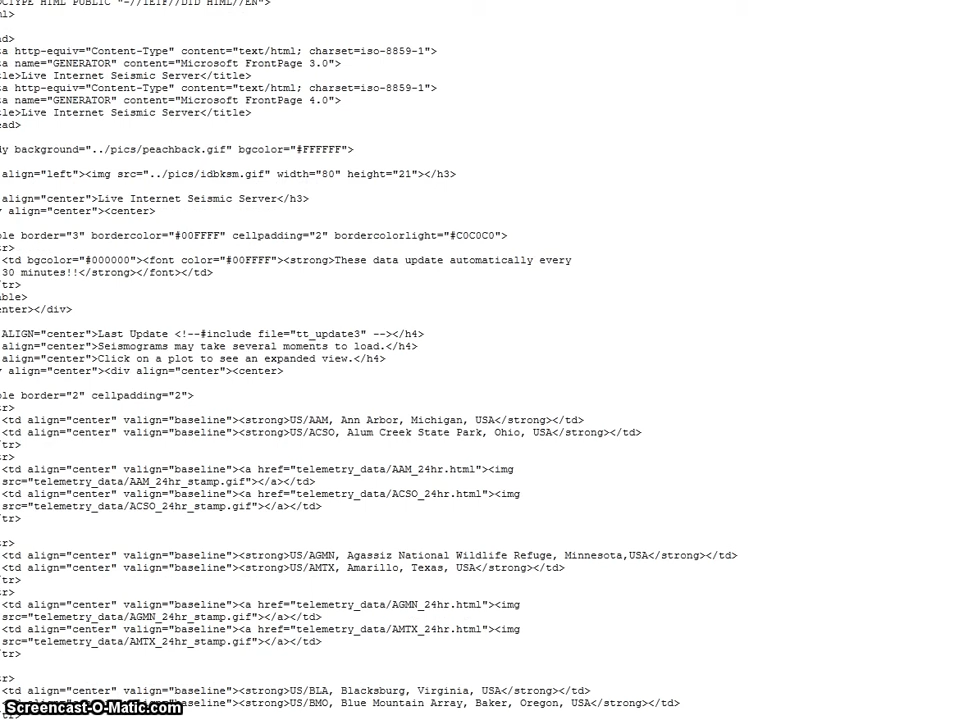 OCTYPE HTML PUBLIC "-//IETF//DTD HTML//EN">
ml>
ad>
ta http-equiv="Content-Type" content="text/html; charset=iso-8859-1">
ta name="GENERATOR" content="Microsoft FrontPage 3.0">
tle>Live Internet Seismic Server</title>
ta http-equiv="Content-Type" content="text/html; charset=iso-8859-1">
ta name="GENERATOR" content="Microsoft FrontPage 4.0">
tle>Live Internet Seismic Server</title>
ead>
dy background="../pics/peachback.gif" bgcolor="#FFFFFF">
align="left"><img src="../pics/idbksm.gif" width="80" height="21"></h3>
align="center">Live Internet Seismic Server</h3>
v align="center"><center>
ble border="3" bordercolor="#00FFFF" cellpadding="2" bordercolorlight="#C0C0C0">
tr>
<td bgcolor="#000000"><font color="#00FFFF"><strong>These data update automatically every
30 minutes!!</strong></font></td>
/tr>
able>
enter></div>
ALIGN="center">Last Update <!--#include file="tt_update3" --></h4>
align="center">Seismograms may take several moments to load.</h4>
align="center">Click on a plot to see an expanded view.</h4>
v align="center"><div align="center"><center>
ble border="2" cellpadding="2">
tr>
<td align="center" valign="baseline"><strong>US/AAM, Ann Arbor, Michigan, USA</strong></td>
<td align="center" valign="baseline"><strong>US/ACSO, Alum Creek State Park, Ohio, USA</strong></td>
/tr>
tr>
<td align="center" valign="baseline"><a href="telemetry_data/AAM_24hr.html"><img
src="telemetry_data/AAM_24hr_stamp.gif"></a></td>
<td align="center" valign="baseline"><a href="telemetry_data/ACSO_24hr.html"><img
src="telemetry_data/ACSO_24hr_stamp.gif"></a></td>
/tr>
tr>
<td align="center" valign="baseline"><strong>US/AGMN, Agassiz National Wildlife Refuge, Minnesota,USA</strong></td>
<td align="center" valign="baseline"><strong>US/AMTX, Amarillo, Texas, USA</strong></td>
/tr>
tr>
<td align="center" valign="baseline"><a href="telemetry_data/AGMN_24hr.html"><img
src="telemetry_data/AGMN_24hr_stamp.gif"></a></td>
<td align="center" valign="baseline"><a href="telemetry_data/AMTX_24hr.html"><img
src="telemetry_data/AMTX_24hr_stamp.gif"></a></td>
/tr>
tr>
<td align="center" valign="baseline"><strong>US/BLA, Blacksburg, Virginia, USA</strong></td>
="baseline"><strong>US/BMO, Blue Mountain Array, Baker, Oregon, USA</strong></td>
Screencast-O-Matic.com
/tr>